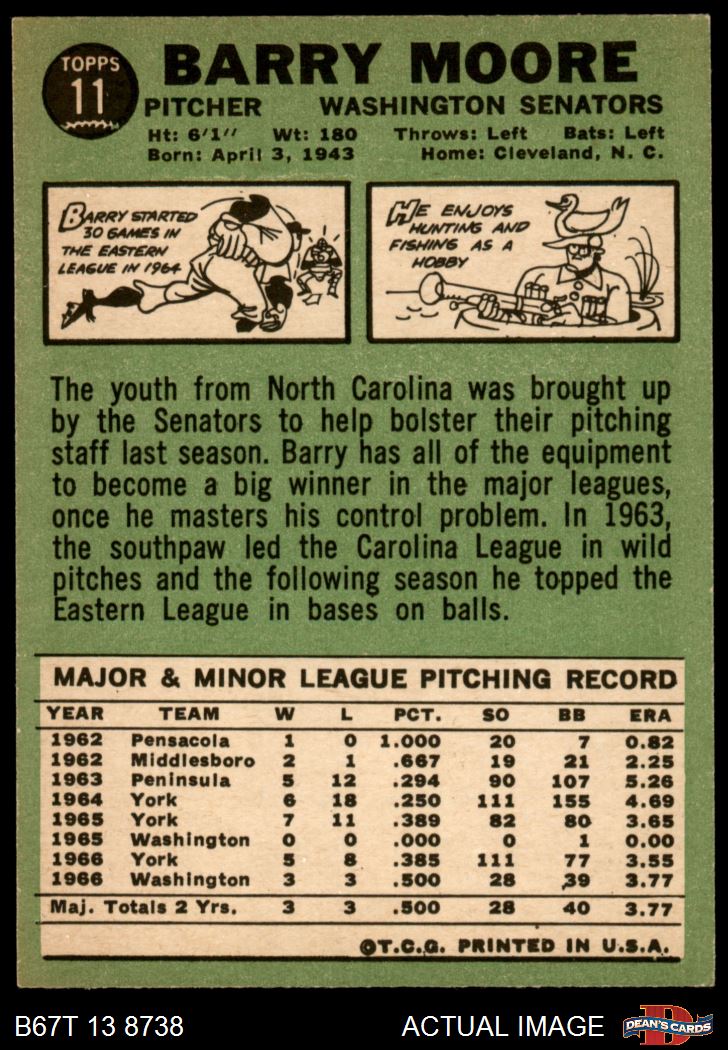 TOPPS
11
BARRY MOORE
PITCHER WASHINGTON SENATORS
Ht: 6'1" Wt: 180 Throws: Left Bats: Left
Born: April 3, 1943 Home: Cleveland, N. C.
BARRY STARTED
30 GAMES IN
THE EASTERN
LEAGUE IN 1964
HE ENJOYS
HUNTING AND
FISHING AS A
HOBBY
The youth from North Carolina was brought up
by the Senators to help bolster their pitching
staff last season. Barry has all of the equipment
to become a big winner in the major leagues,
once he masters his control problem. In 1963,
the southpaw led the Carolina League in wild
pitches and the following season he topped the
Eastern League in bases on balls.
MAJOR & MINOR LEAGUE PITCHING RECORD
YEAR TEAM W L PCT. SO BB ERA
1962 Pensacola 1 0 1.000 20 7 0.82
1962 Middlesboro 2 1 .667 19 21 2.25
1963 Peninsula 5 12 .294 90 107 5.26
1964 York 6 18 .250 111 155 4.69
1965 York 7 11 .389 82 80 3.65
1965 Washington 0 0 .000 0 1 0.00
1966 York 5 8 .385 111 77 3.55
1966 Washington 3 3 .500 28 39 3.77
Maj. Totals 2 Yrs. 3 3 .500 28 40 3.77
©T.C.G. PRINTED IN U.S.A.
B67T 13 8738 ACTUAL IMAGE
D
DEAN'S CARDS